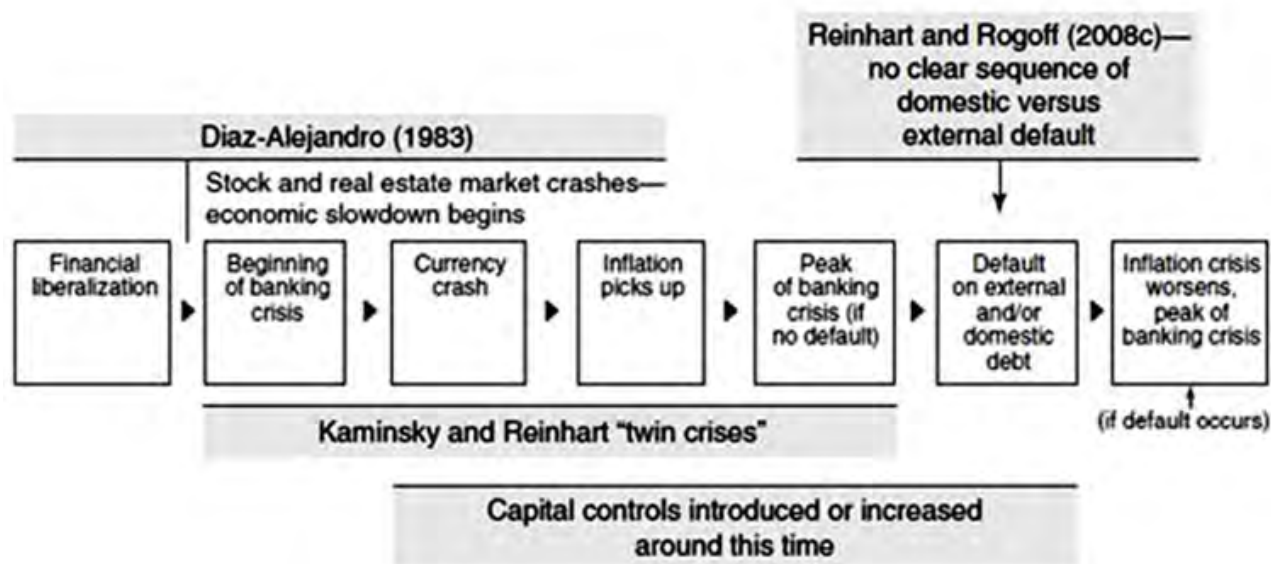 Reinhart and Rogoff (2008c)—
no clear sequence of
domestic versus
external default
Diaz-Alejandro (1983)
Stock and real estate market crashes—
economic slowdown begins
Financial
liberalization
Beginning
of banking
crisis
Currency
crash
Inflation
picks up
Peak
of banking
crisis (if
no default)
Default
on external
and/or
domestic
debt
Inflation crisis
worsens,
peak of
banking crisis
(if default occurs)
Kaminsky and Reinhart “twin crises”
Capital controls introduced or increased
around this time